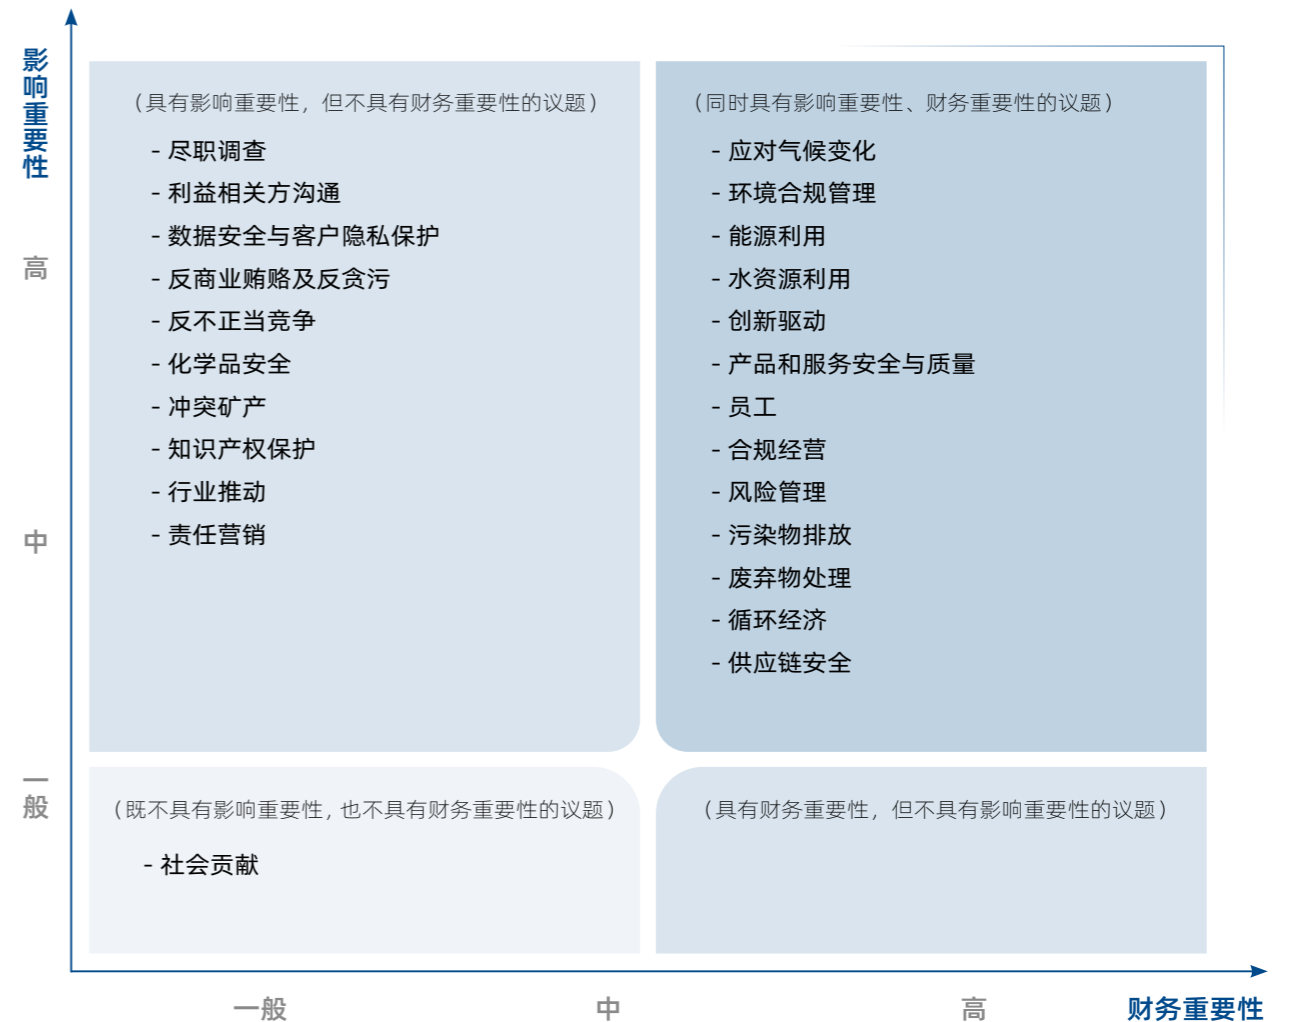 影响重要性
高
中
一般
（具有影响重要性，但不具有财务重要性的议题）
- 尽职调查
- 利益相关方沟通
- 数据安全与客户隐私保护
- 反商业贿赂及反贪污
- 反不正当竞争
- 化学品安全
- 冲突矿产
- 知识产权保护
- 行业推动
- 责任营销
（同时具有影响重要性、财务重要性的议题）
- 应对气候变化
- 环境合规管理
- 能源利用
- 水资源利用
- 创新驱动
- 产品和服务安全与质量
- 员工
- 合规经营
- 风险管理
- 污染物排放
- 废弃物处理
- 循环经济
- 供应链安全
（既不具有影响重要性，也不具有财务重要性的议题）
- 社会贡献
（具有财务重要性，但不具有影响重要性的议题）
一般
中
高
财务重要性